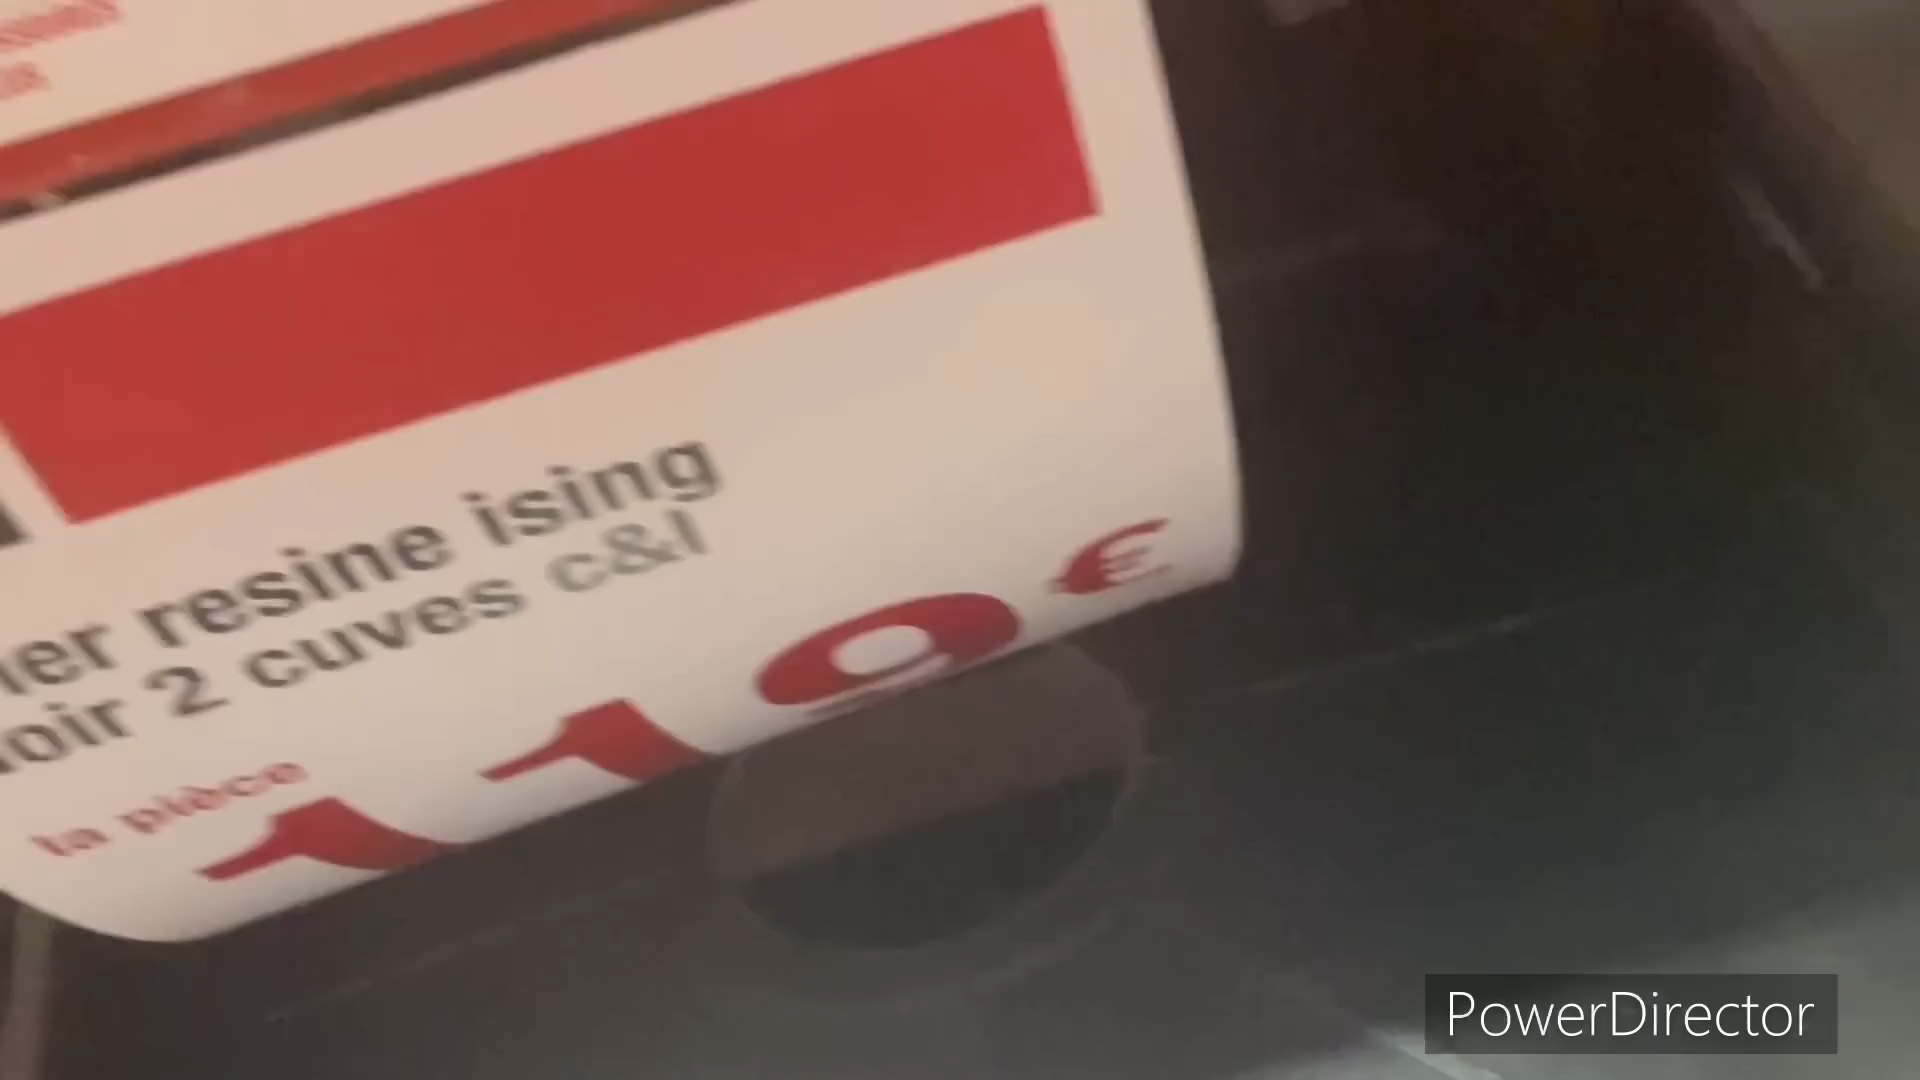 ier resine ising
oir 2 cuves c&l
la pièce
119 €
PowerDirector